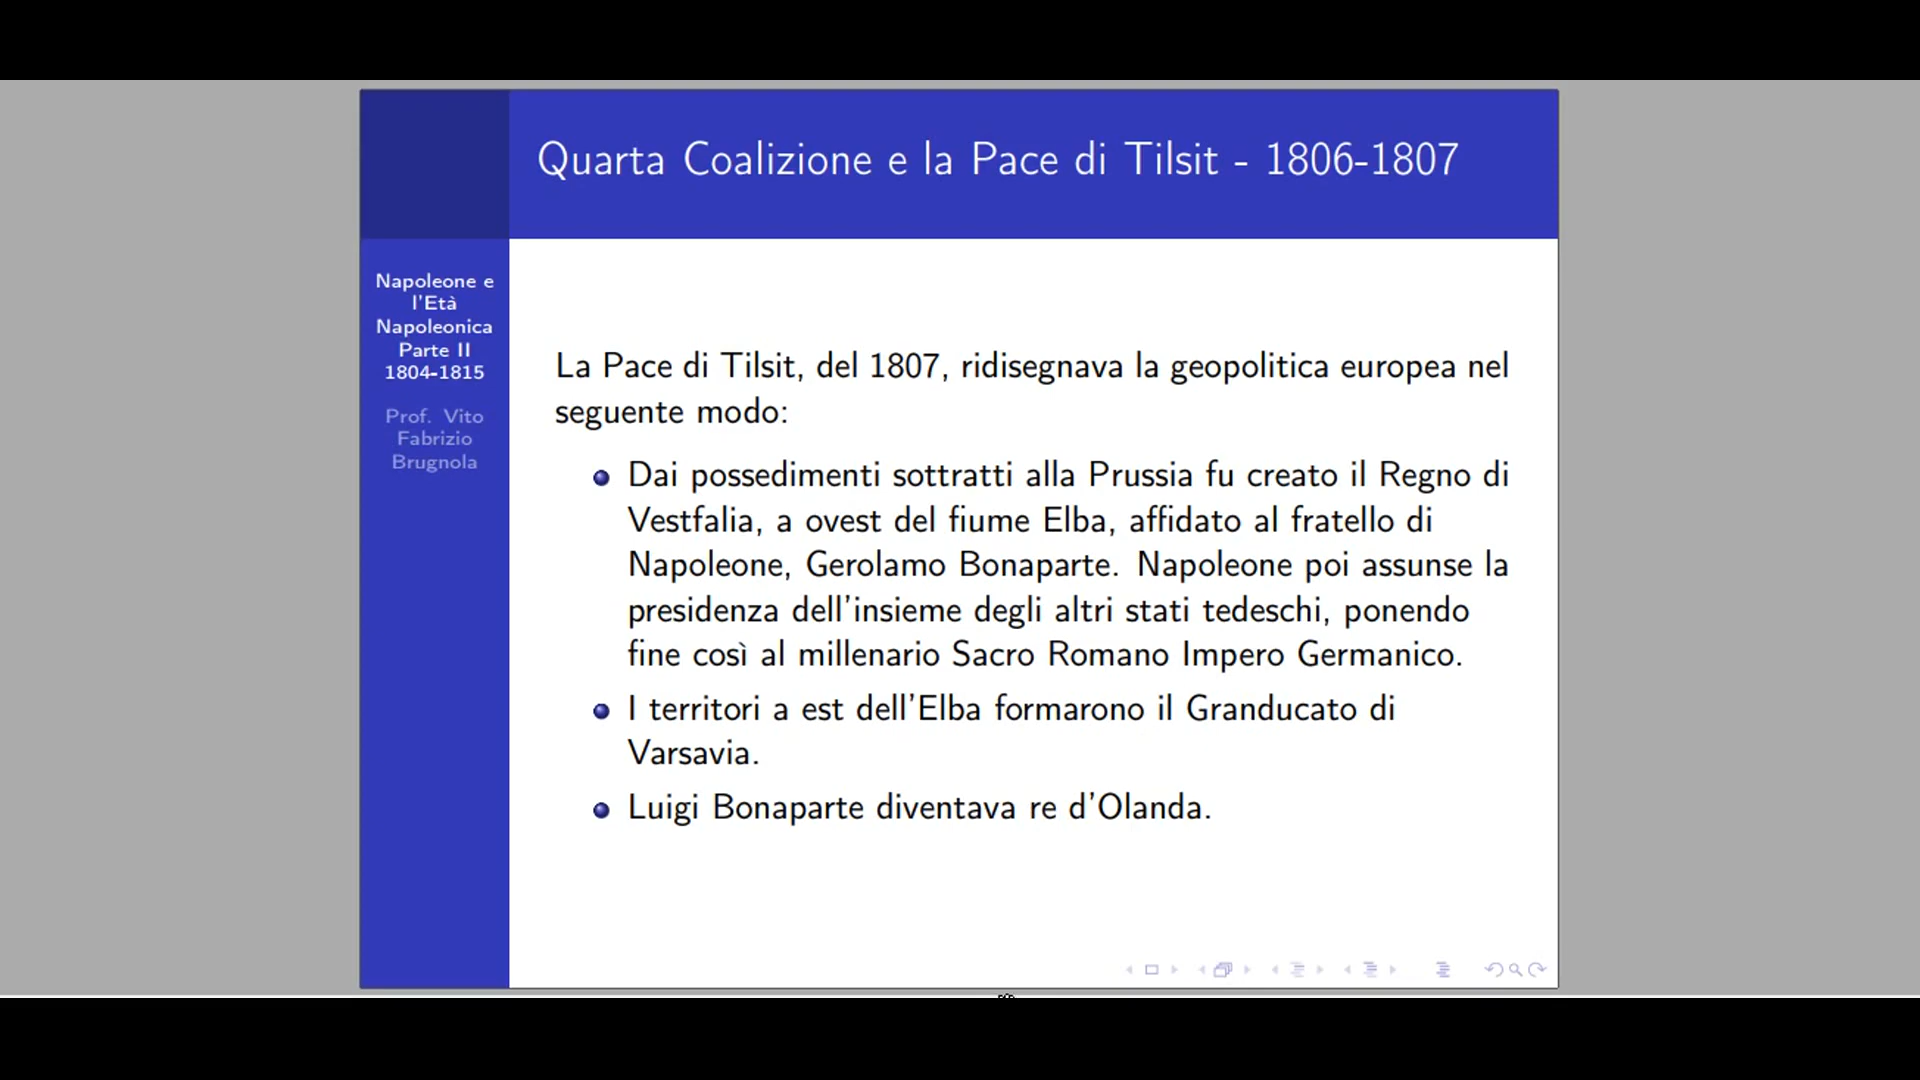 Quarta Coalizione e la Pace di Tilsit - 1806-1807
Napoleone e
l'Età
Napoleonica
Parte II
1804-1815
Prof. Vito
Fabrizio
Brugnola
La Pace di Tilsit, del 1807, ridisegnava la geopolitica europea nel
seguente modo:
Dai possedimenti sottratti alla Prussia fu creato il Regno di
Vestfalia, a ovest del fiume Elba, affidato al fratello di
Napoleone, Gerolamo Bonaparte. Napoleone poi assunse la
presidenza dell'insieme degli altri stati tedeschi, ponendo
fine così al millenario Sacro Romano Impero Germanico.
I territori a est dell'Elba formarono il Granducato di
Varsavia.
Luigi Bonaparte diventava re d'Olanda.